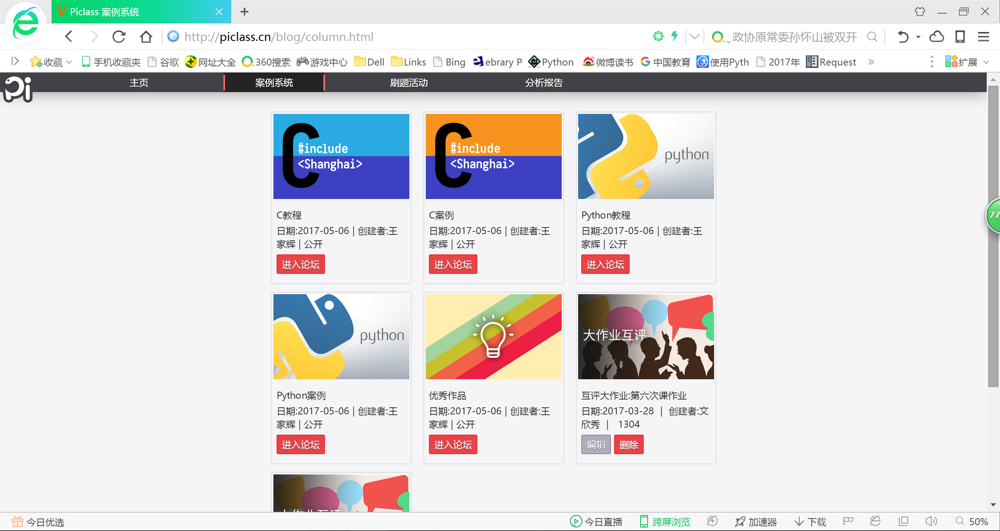 Piclass 案例系统
http://piclass.cn/blog/column.html
政协原常委孙怀山被双开
收藏 手机收藏夹 谷歌 网址大全 360搜索 游戏中心 Dell Links Bing ebrary P Python 微博读书 中国教育 使用Pyth 2017年 Request 扩展
Pi 主页 案例系统 刷题活动 分析报告
#include
<Shanghai>
C教程
日期:2017-05-06 | 创建者:王
家辉 | 公开
进入论坛
#include
<Shanghai>
C案例
日期:2017-05-06 | 创建者:王
家辉 | 公开
进入论坛
python
Python教程
日期:2017-05-06 | 创建者:王
家辉 | 公开
进入论坛
77
python
Python案例
日期:2017-05-06 | 创建者:王
家辉 | 公开
进入论坛
优秀作品
日期:2017-05-06 | 创建者:王
家辉 | 公开
进入论坛
大作业互评
互评大作业:第六次课作业
日期:2017-03-28 | 创建者:文
欣秀 | 1304
编辑 删除
大作业互评
今日优选 今日直播 跨屏浏览 加速器 下载 50%